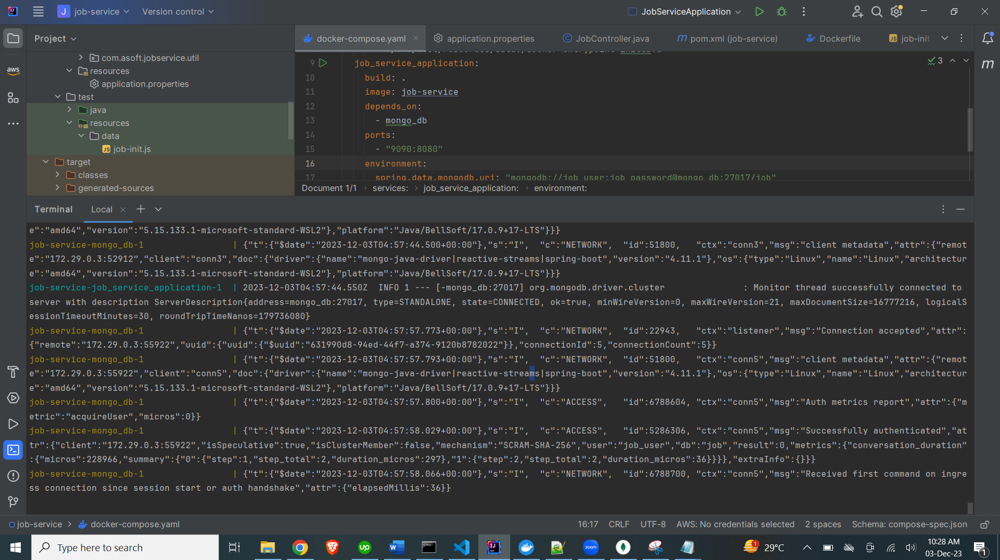 J job-service Version control JobServiceApplication
Project
docker-compose.yaml application.properties JobController.java pom.xml (job-service) Dockerfile job-init
com.asoft.jobservice.util
resources
application.properties
test
java
resources
data
job-init.js
target
classes
generated-sources
aws
m
9 job_service_application:
10 build: .
11 image: job-service
12 depends_on:
13 - mongo_db
14 ports:
15 - "9090:8080"
16 environment:
17 spring.data.mongodb.uri: "mongodb://job_user:job_password@mongo_db:27017/job"
3
Document 1/1 › services: › job_service_application: › environment:
Terminal Local
e":"amd64","version":"5.15.133.1-microsoft-standard-WSL2"},"platform":"Java/BellSoft/17.0.9+17-LTS"}}}
job-service-mongo_db-1 | {"t":{"$date":"2023-12-03T04:57:44.500+00:00"},"s":"I", "c":"NETWORK", "id":51800, "ctx":"conn3","msg":"client metadata","attr":{"remot
e":"172.29.0.3:52912","client":"conn3","doc":{"driver":{"name":"mongo-java-driver|reactive-streams|spring-boot","version":"4.11.1"},"os":{"type":"Linux","name":"Linux","architectur
e":"amd64","version":"5.15.133.1-microsoft-standard-WSL2"},"platform":"Java/BellSoft/17.0.9+17-LTS"}}}
job-service-job_service_application-1 | 2023-12-03T04:57:44.550Z INFO 1 --- [-mongo_db:27017] org.mongodb.driver.cluster : Monitor thread successfully connected to
server with description ServerDescription{address=mongo_db:27017, type=STANDALONE, state=CONNECTED, ok=true, minWireVersion=0, maxWireVersion=21, maxDocumentSize=16777216, logicalS
essionTimeoutMinutes=30, roundTripTimeNanos=179736080}
job-service-mongo_db-1 | {"t":{"$date":"2023-12-03T04:57:57.773+00:00"},"s":"I", "c":"NETWORK", "id":22943, "ctx":"listener","msg":"Connection accepted","attr":
{"remote":"172.29.0.3:55922","uuid":{"uuid":{"$uuid":"631990d8-94ed-44f7-a374-9120b8782022"}},"connectionId":5,"connectionCount":5}}
job-service-mongo_db-1 | {"t":{"$date":"2023-12-03T04:57:57.793+00:00"},"s":"I", "c":"NETWORK", "id":51800, "ctx":"conn5","msg":"client metadata","attr":{"remot
e":"172.29.0.3:55922","client":"conn5","doc":{"driver":{"name":"mongo-java-driver|reactive-streams|spring-boot","version":"4.11.1"},"os":{"type":"Linux","name":"Linux","architectur
e":"amd64","version":"5.15.133.1-microsoft-standard-WSL2"},"platform":"Java/BellSoft/17.0.9+17-LTS"}}}
job-service-mongo_db-1 | {"t":{"$date":"2023-12-03T04:57:57.800+00:00"},"s":"I", "c":"ACCESS", "id":6788604, "ctx":"conn5","msg":"Auth metrics report","attr":{"m
etric":"acquireUser","micros":0}}
job-service-mongo_db-1 | {"t":{"$date":"2023-12-03T04:57:58.029+00:00"},"s":"I", "c":"ACCESS", "id":5286306, "ctx":"conn5","msg":"Successfully authenticated","at
tr":{"client":"172.29.0.3:55922","isSpeculative":true,"isClusterMember":false,"mechanism":"SCRAM-SHA-256","user":"job_user","db":"job","result":0,"metrics":{"conversation_duration"
:{"micros":228966,"summary":{"0":{"step":1,"step_total":2,"duration_micros":297},"1":{"step":2,"step_total":2,"duration_micros":36}}}},"extraInfo":{}}}
job-service-mongo_db-1 | {"t":{"$date":"2023-12-03T04:57:58.066+00:00"},"s":"I", "c":"NETWORK", "id":6788700, "ctx":"conn5","msg":"Received first command on ingre
ss connection since session start or auth handshake","attr":{"elapsedMillis":36}}
job-service › docker-compose.yaml 16:17 CRLF UTF-8 AWS: No credentials selected 2 spaces Schema: compose-spec.json
Type here to search up W IJ zoom 1 29°C 10:28 AM
03-Dec-23 1